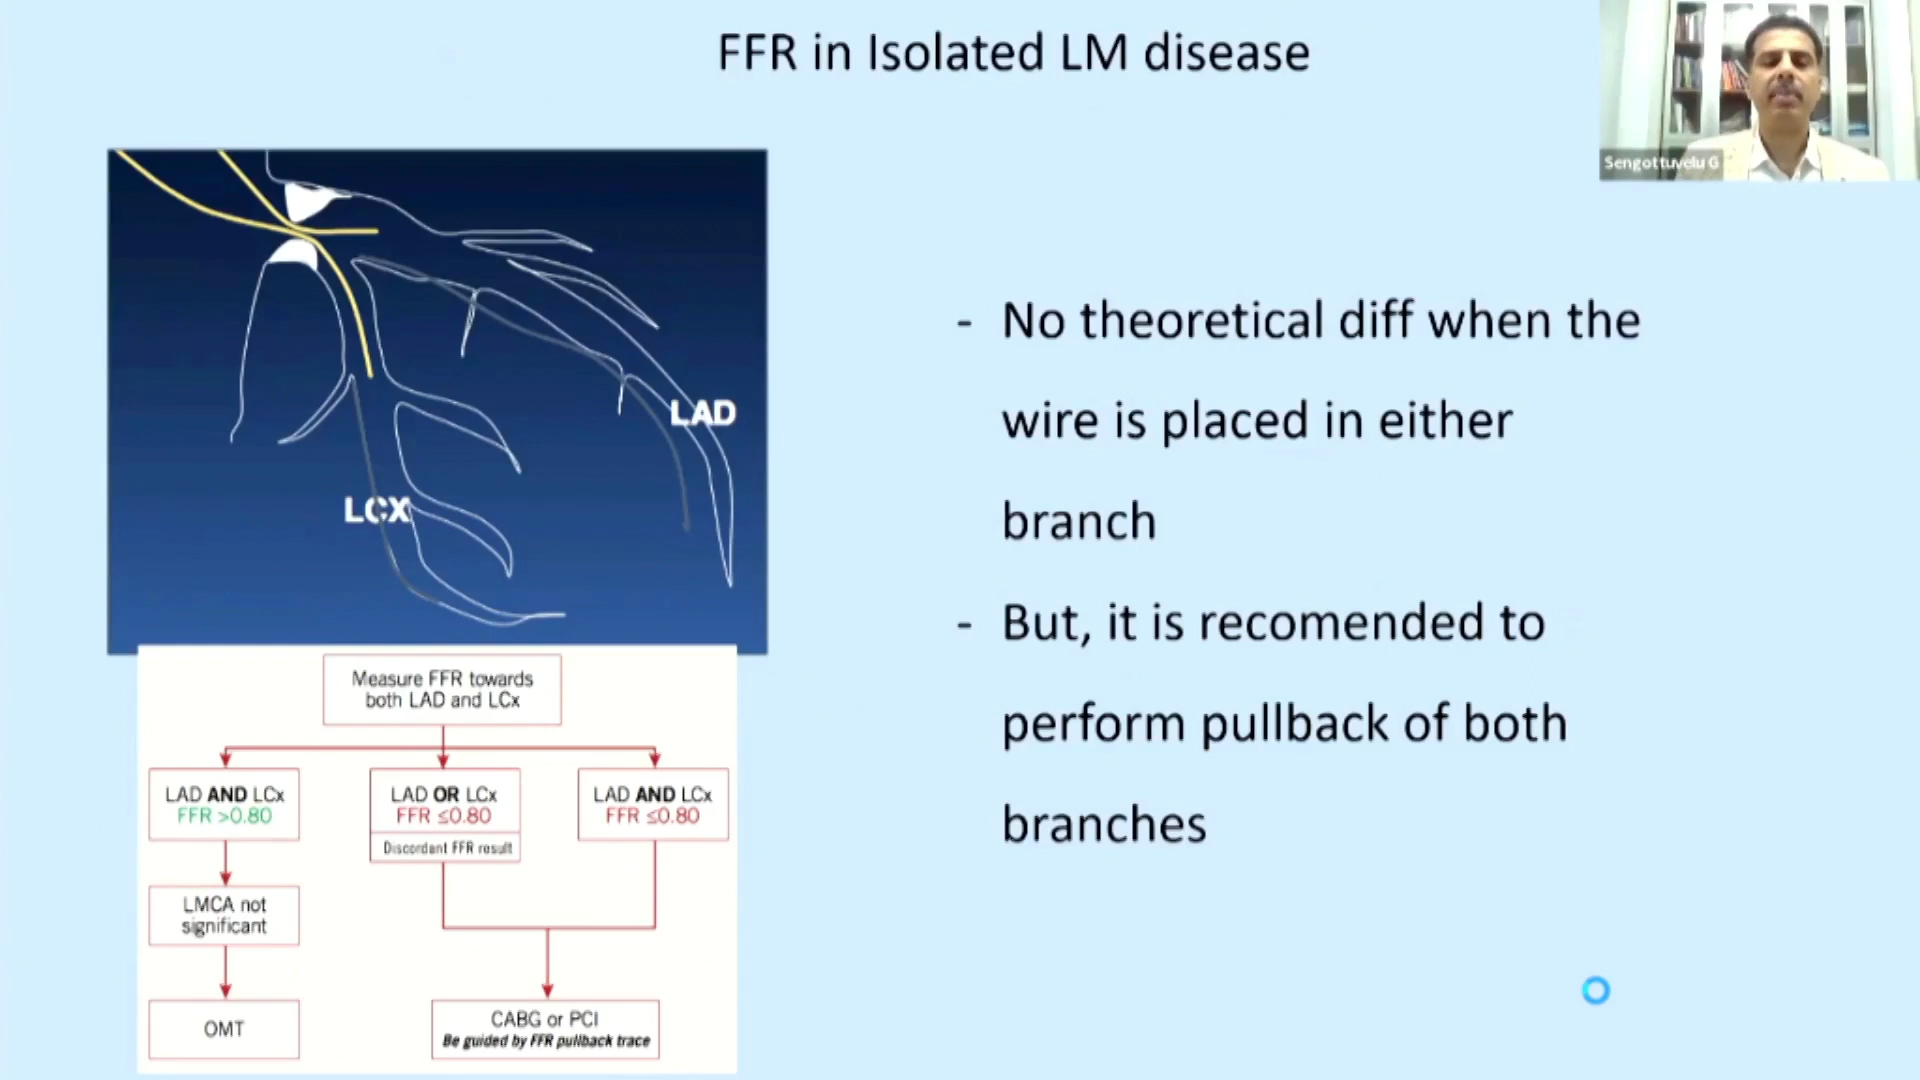 FFR in Isolated LM disease
Sengottuvelu G
LAD
LCX
- No theoretical diff when the
wire is placed in either
branch
- But, it is recomended to
perform pullback of both
branches
Measure FFR towards
both LAD and LCx
LAD AND LCx
FFR >0.80
LAD OR LCx
FFR ≤0.80
Discordant FFR result
LAD AND LCx
FFR ≤0.80
LMCA not
significant
OMT
CABG or PCI
Be guided by FFR pullback trace